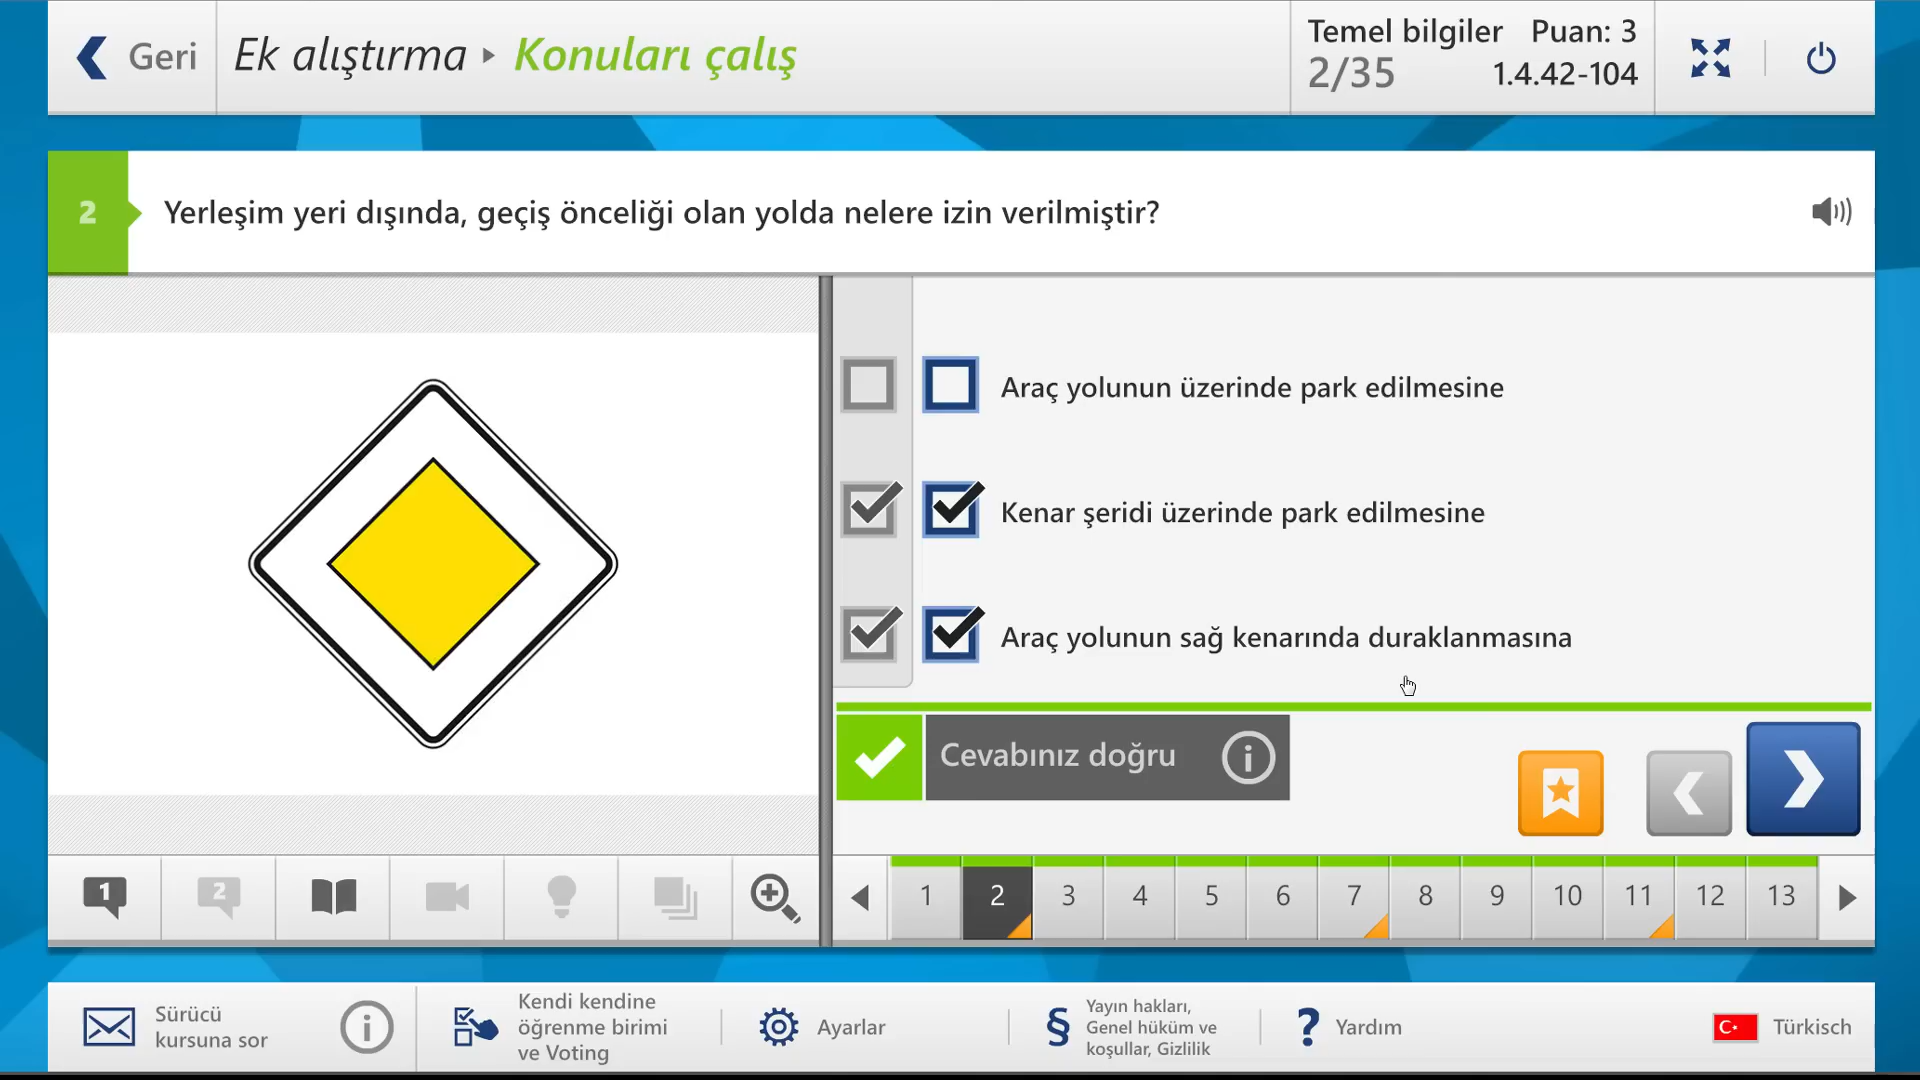 Geri
Ek alıştırma ▸ Konuları çalış
Temel bilgiler Puan: 3
2/35 1.4.42-104
2
Yerleşim yeri dışında, geçiş önceliği olan yolda nelere izin verilmiştir?
Araç yolunun üzerinde park edilmesine
Kenar şeridi üzerinde park edilmesine
Araç yolunun sağ kenarında duraklanmasına
Cevabınız doğru
1 2
1 2 3 4 5 6 7 8 9 10 11 12 13
Sürücü
kursuna sor
Kendi kendine
öğrenme birimi
ve Voting
Ayarlar
§
Yayın hakları,
Genel hüküm ve
koşullar, Gizlilik
?
Yardım
Türkisch